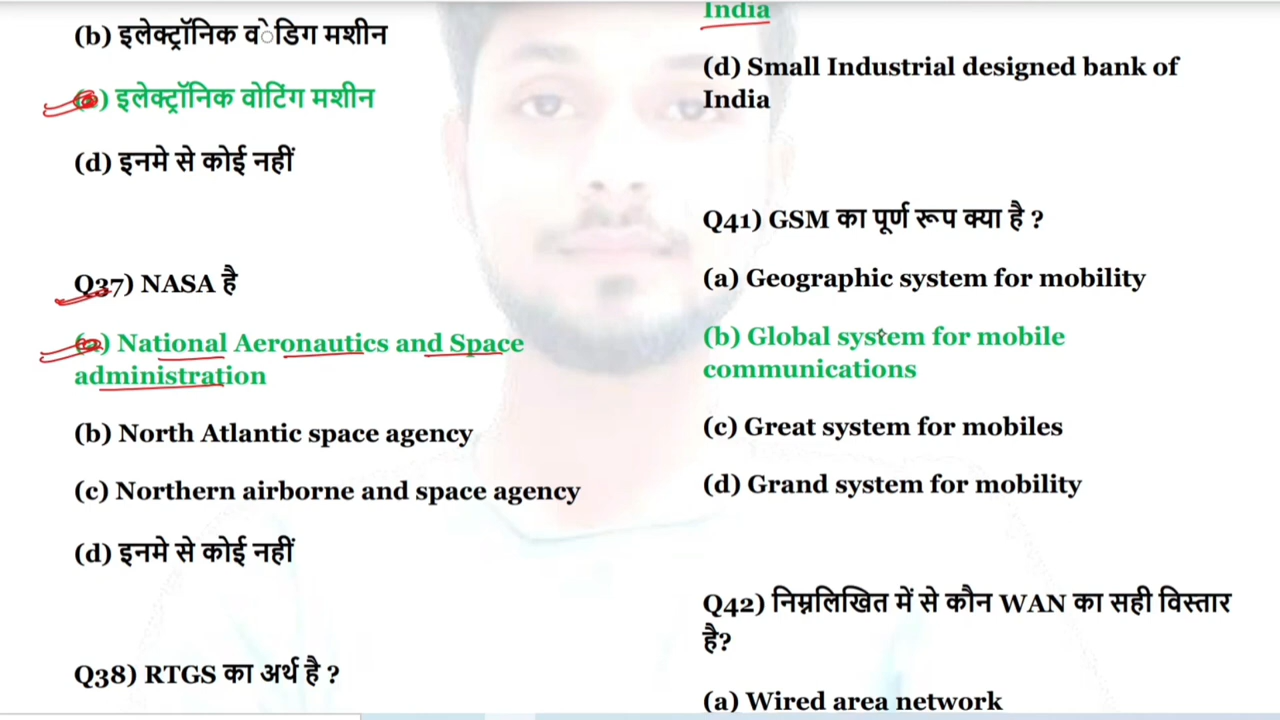 (b) इलेक्ट्रॉनिक वेडिग मशीन
(c) इलेक्ट्रॉनिक वोटिंग मशीन
(d) इनमे से कोई नहीं
Q37) NASA है
(a) National Aeronautics and Space
administration
(b) North Atlantic space agency
(c) Northern airborne and space agency
(d) इनमे से कोई नहीं
Q38) RTGS का अर्थ है ?
India
(d) Small Industrial designed bank of
India
Q41) GSM का पूर्ण रूप क्या है ?
(a) Geographic system for mobility
(b) Global system for mobile
communications
(c) Great system for mobiles
(d) Grand system for mobility
Q42) निम्नलिखित में से कौन WAN का सही विस्तार
है?
(a) Wired area network